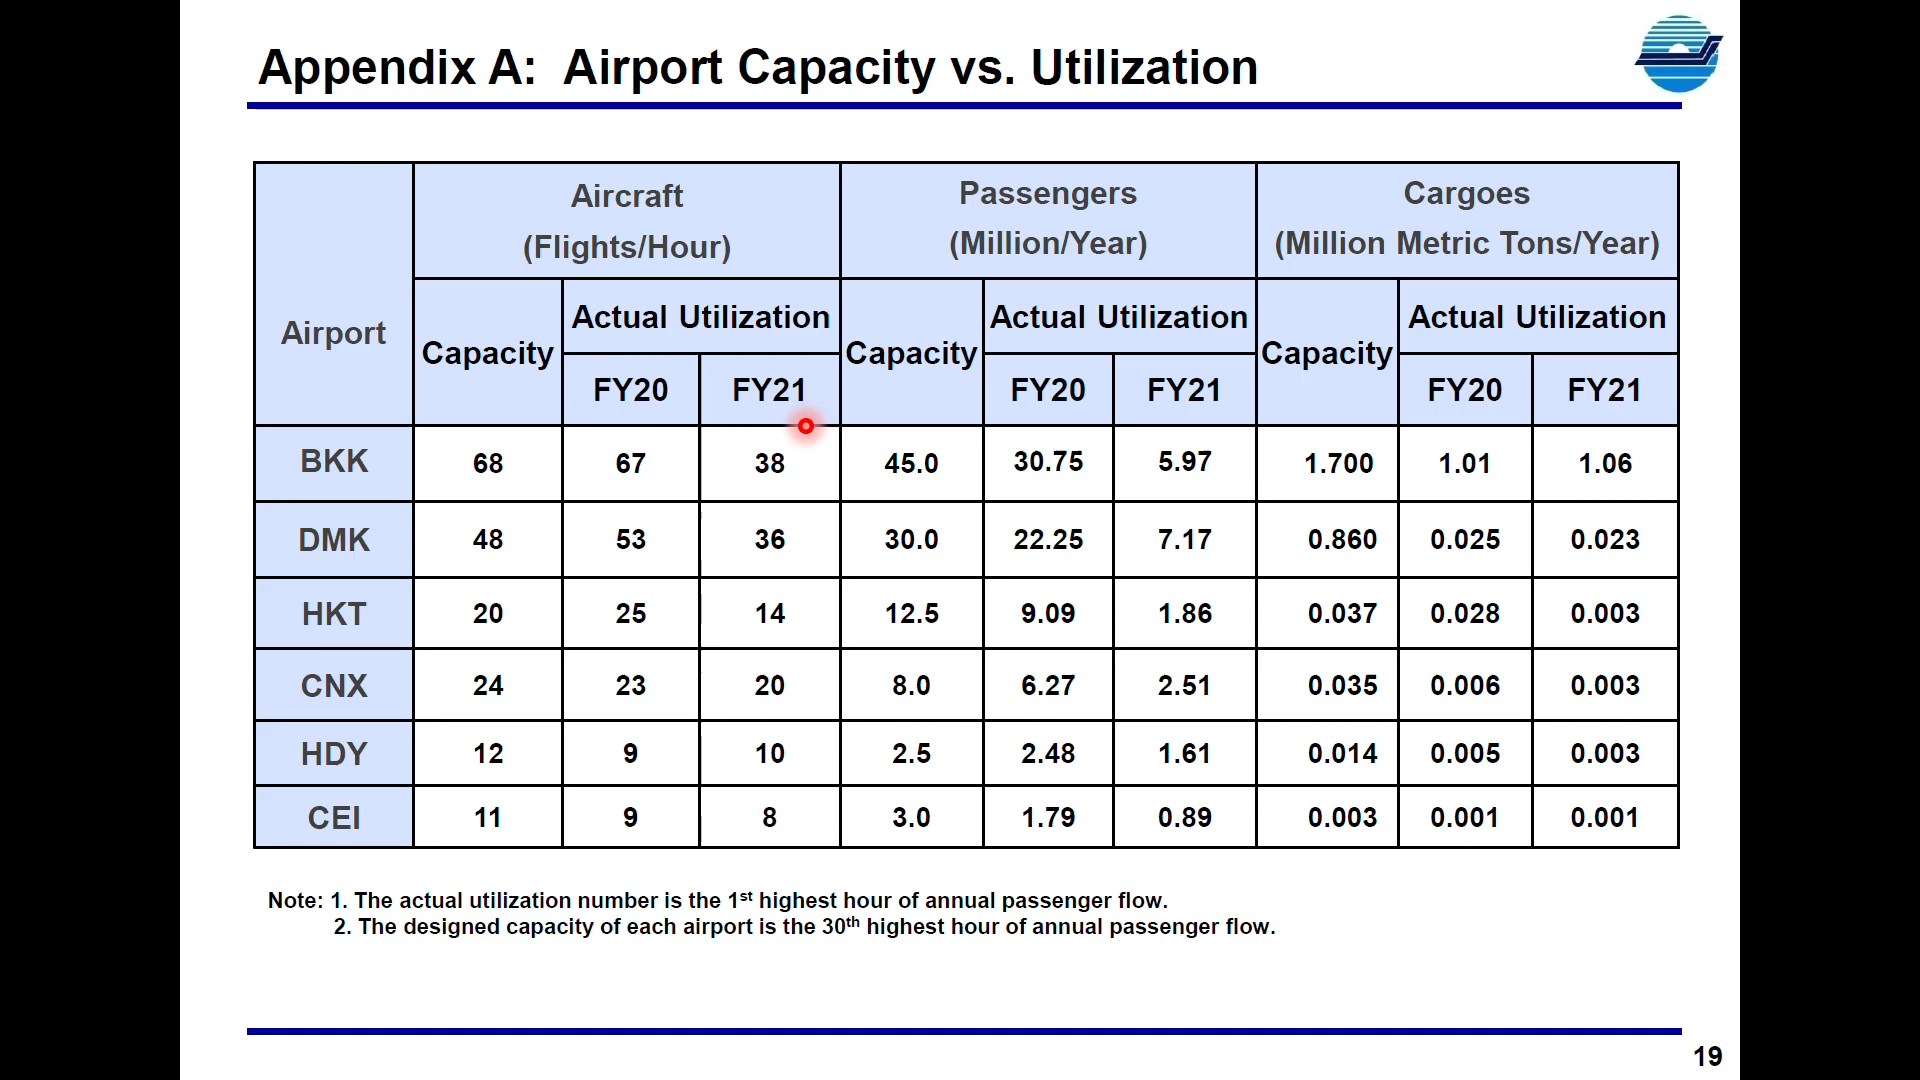 Appendix A: Airport Capacity vs. Utilization
Airport
Aircraft
(Flights/Hour)
Passengers
(Million/Year)
Cargoes
(Million Metric Tons/Year)
Capacity
Actual Utilization
Capacity
Actual Utilization
Capacity
Actual Utilization
FY20 FY21 FY20 FY21 FY20 FY21
BKK 68 67 38 45.0 30.75 5.97 1.700 1.01 1.06
DMK 48 53 36 30.0 22.25 7.17 0.860 0.025 0.023
HKT 20 25 14 12.5 9.09 1.86 0.037 0.028 0.003
CNX 24 23 20 8.0 6.27 2.51 0.035 0.006 0.003
HDY 12 9 10 2.5 2.48 1.61 0.014 0.005 0.003
CEI 11 9 8 3.0 1.79 0.89 0.003 0.001 0.001
Note: 1. The actual utilization number is the 1st highest hour of annual passenger flow.
2. The designed capacity of each airport is the 30th highest hour of annual passenger flow.
19